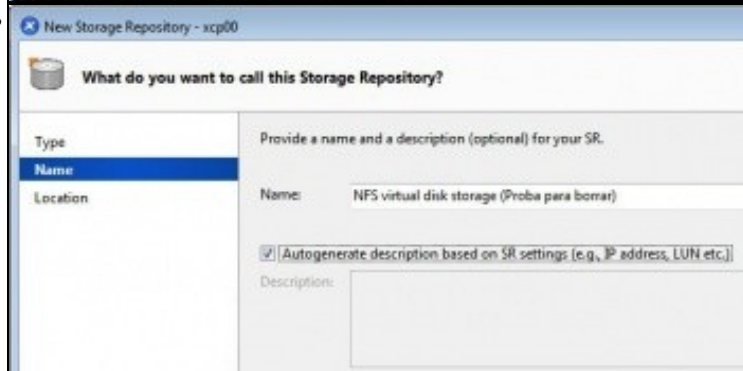 New Storage Repository - xcp00
What do you want to call this Storage Repository?
Type
Provide a name and a description (optional) for your SR.
Name
Location
Name:
NFS virtual disk storage (Proba para borrar)
Autogenerate description based on SR settings (e.g., IP address, LUN etc.)
Description: